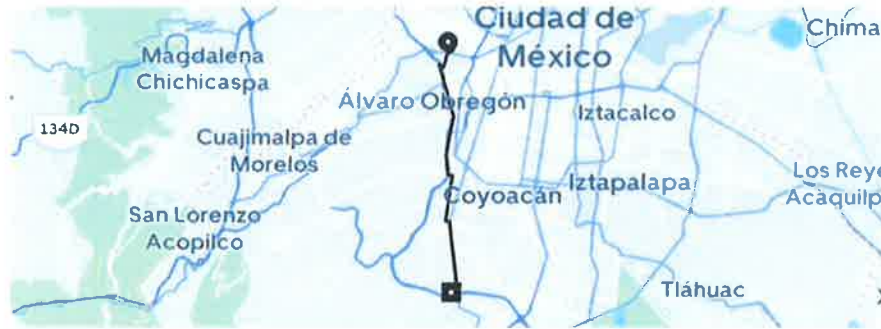 Ciudad de
México
Chima
Magdalena
Chichicaspa
Álvaro Obregón
Iztacalco
134D
Cuajimalpa de
Morelos
Los Reye
Acaquilp
Coyoacán
Iztapalapa
San Lorenzo
Acopilco
Tláhuac